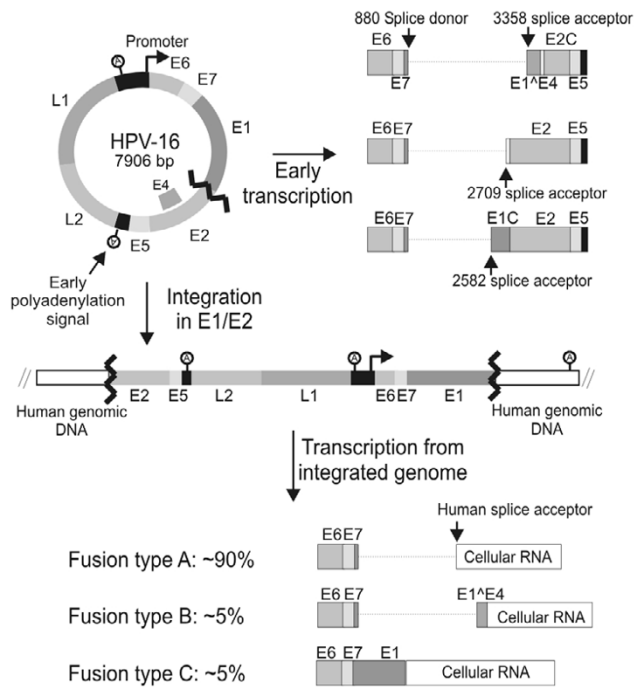 880 Splice donor
3358 splice acceptor
Promoter
A
E6
E2C
E6
E7
E7
E1^E4
E5
L1
E1
HPV-16
7906 bp
E6 E7
E2
E5
Early
transcription
E4
2709 splice acceptor
L2
E2
E1C
E2
E5
E6 E7
E5
A
Early
polyadenylation
signal
2582 splice acceptor
Integration
in E1/E2
A
A
A
//
//
E2
E5
L2
L1
E6E7
E1
Human genomic
DNA
Human genomic
DNA
Transcription from
integrated genome
Human splice acceptor
E6E7
Fusion type A: ~90%
Cellular RNA
E6 E7
E1^E4
Fusion type B: ~5%
Cellular RNA
E6 E7
E1
Fusion type C: ~5%
Cellular RNA